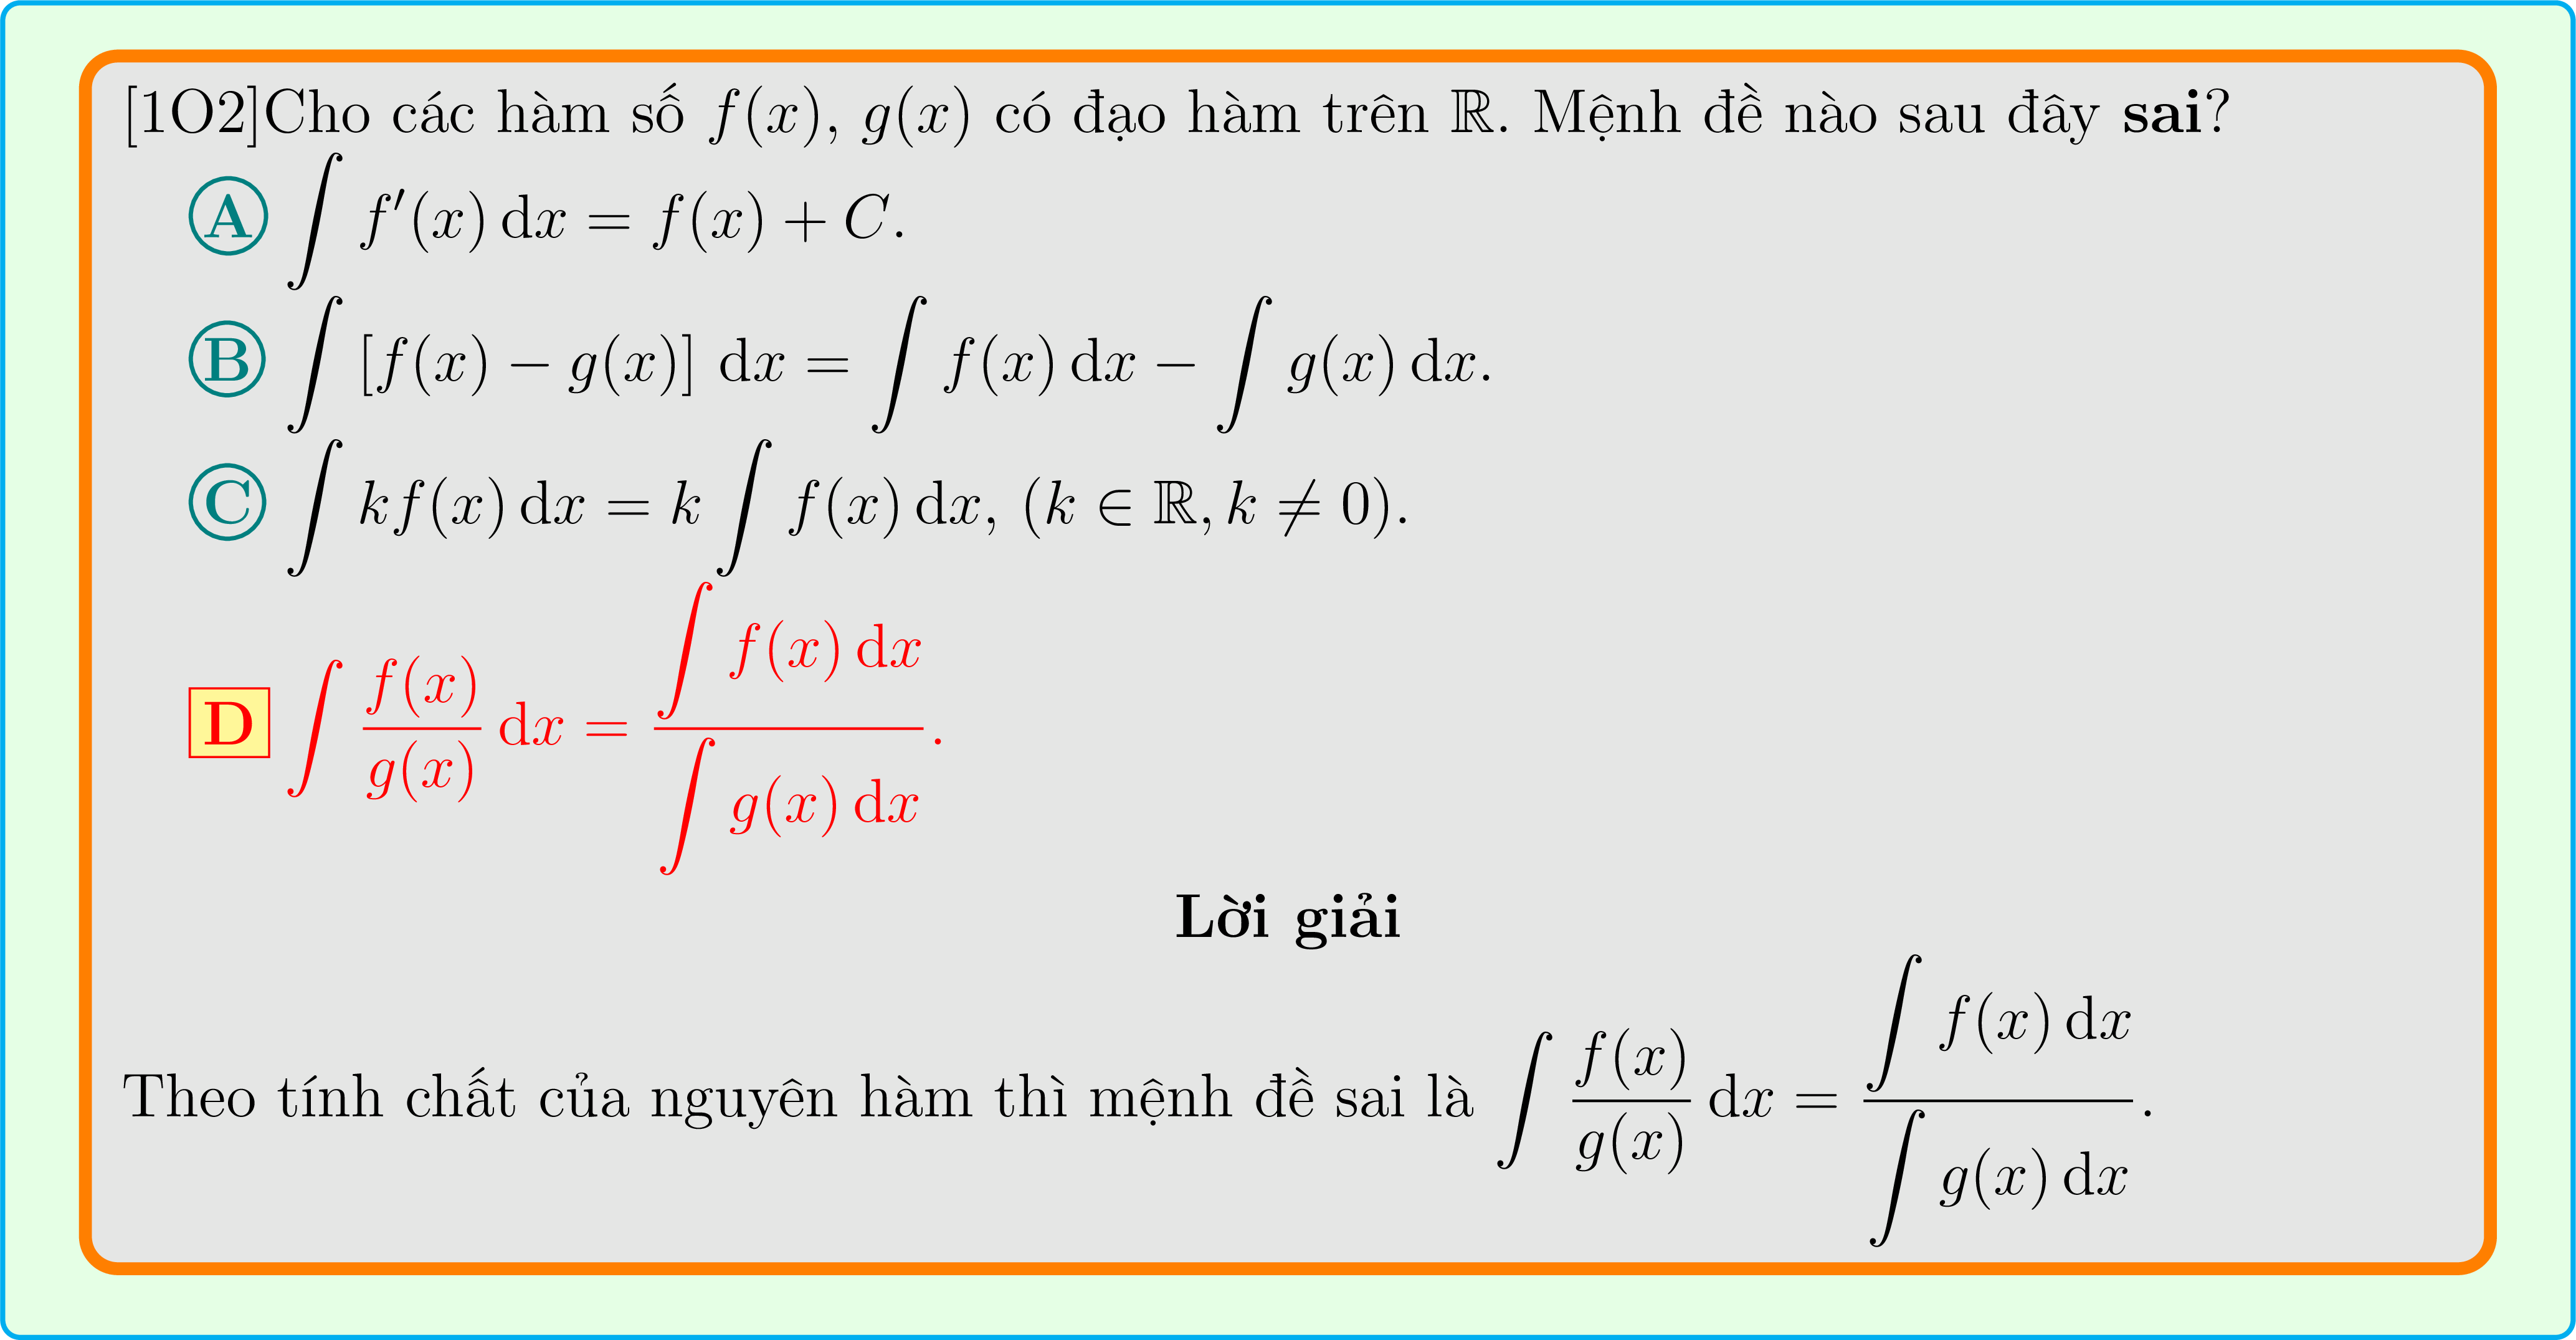 [1O2]Cho các hàm số $f(x)$, $g(x)$ có đạo hàm trên $\mathbb{R}$. Mệnh đề nào sau đây sai?
A $\int f'(x)\,\mathrm{d}x = f(x) + C$.
B $\int [f(x) - g(x)]\,\mathrm{d}x = \int f(x)\,\mathrm{d}x - \int g(x)\,\mathrm{d}x$.
C $\int kf(x)\,\mathrm{d}x = k\int f(x)\,\mathrm{d}x$, $(k \in \mathbb{R}, k \neq 0)$.
D $\int \frac{f(x)}{g(x)}\,\mathrm{d}x = \frac{\int f(x)\,\mathrm{d}x}{\int g(x)\,\mathrm{d}x}$.
Lời giải
Theo tính chất của nguyên hàm thì mệnh đề sai là $\int \frac{f(x)}{g(x)}\,\mathrm{d}x = \frac{\int f(x)\,\mathrm{d}x}{\int g(x)\,\mathrm{d}x}$.